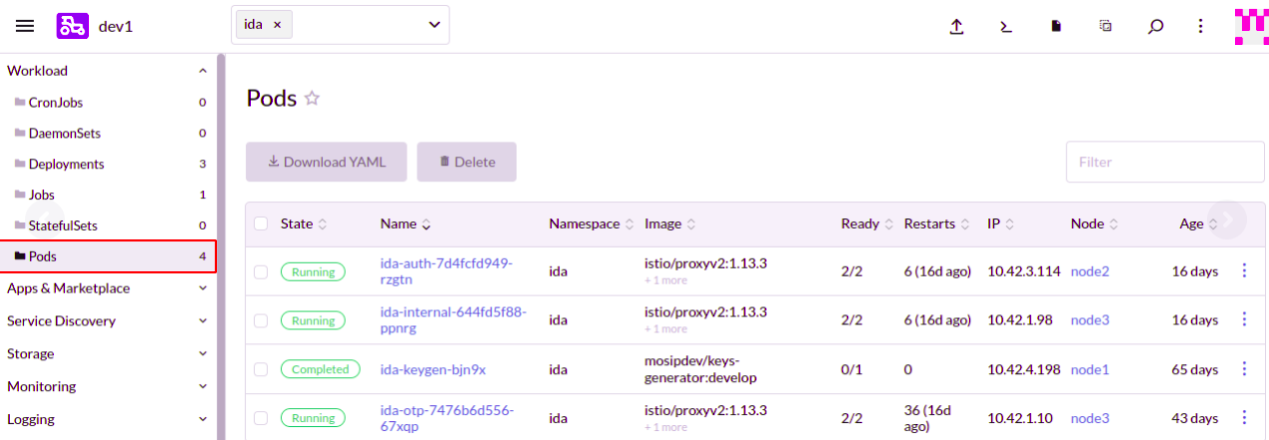 dev1
ida ×
Workload
CronJobs 0
DaemonSets 0
Deployments 3
Jobs 1
StatefulSets 0
Pods 4
Apps & Marketplace
Service Discovery
Storage
Monitoring
Logging
Pods
Download YAML Delete Filter
State Name Namespace Image Ready Restarts IP Node Age
Running ida-auth-7d4fcfd949- ida istio/proxyv2:1.13.3 2/2 6 (16d ago) 10.42.3.114 node2 16 days
rzgtn + 1 more
Running ida-internal-644fd5f88- ida istio/proxyv2:1.13.3 2/2 6 (16d ago) 10.42.1.98 node3 16 days
ppnrg + 1 more
Completed ida-keygen-bjn9x ida mosipdev/keys- 0/1 0 10.42.4.198 node1 65 days
generator:develop
Running ida-otp-7476b6d556- ida istio/proxyv2:1.13.3 2/2 36 (16d 10.42.1.10 node3 43 days
67xqp + 1 more ago)